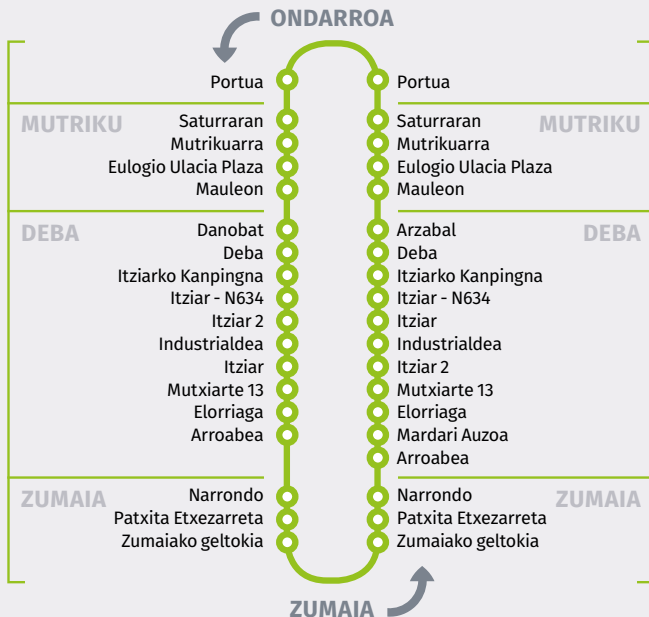 ONDARROA
Portua
Portua
MUTRIKU
Saturraran
Saturraran
MUTRIKU
Mutrikuarra
Mutrikuarra
Eulogio Ulacia Plaza
Eulogio Ulacia Plaza
Mauleon
Mauleon
DEBA
Danobat
Arzabal
DEBA
Deba
Deba
Itziarko Kanpingna
Itziarko Kanpingna
Itziar - N634
Itziar - N634
Itziar 2
Itziar
Industrialdea
Industrialdea
Itziar
Itziar 2
Mutxiarte 13
Mutxiarte 13
Elorriaga
Elorriaga
Arroabea
Mardari Auzoa
Arroabea
ZUMAIA
Narrondo
Narrondo
ZUMAIA
Patxita Etxezarreta
Patxita Etxezarreta
Zumaiako geltokia
Zumaiako geltokia
ZUMAIA